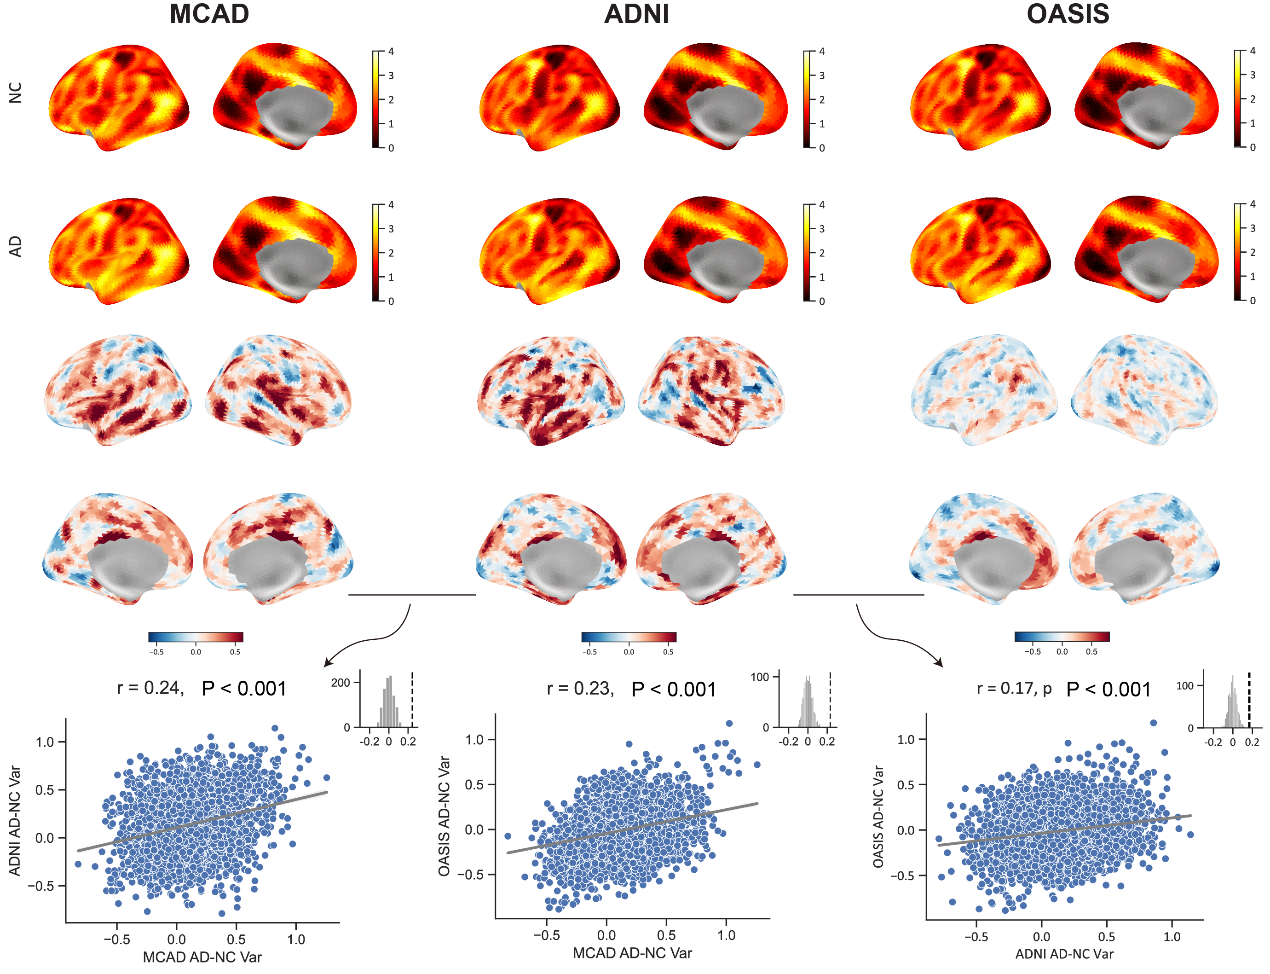 MCAD
ADNI
OASIS
NC
4
3
2
1
0
4
3
2
1
0
4
3
2
1
0
AD
4
3
2
1
0
4
3
2
1
0
4
3
2
1
0
−0.5 0.0 0.5
−0.5 0.0 0.5
−0.5 0.0 0.5
r = 0.24, P < 0.001
200
0
-0.2 0 0.2
r = 0.23, P < 0.001
100
0
-0.2 0 0.2
r = 0.17, p P < 0.001
100
0
-0.2 0 0.2
ADNI AD-NC Var
1.0
0.5
0.0
−0.5
−0.5 0.0 0.5 1.0
MCAD AD-NC Var
OASIS AD-NC Var
1.0
0.5
0.0
−0.5
−0.5 0.0 0.5 1.0
MCAD AD-NC Var
OASIS AD-NC Var
1.0
0.5
0.0
−0.5
−0.5 0.0 0.5 1.0
ADNI AD-NC Var